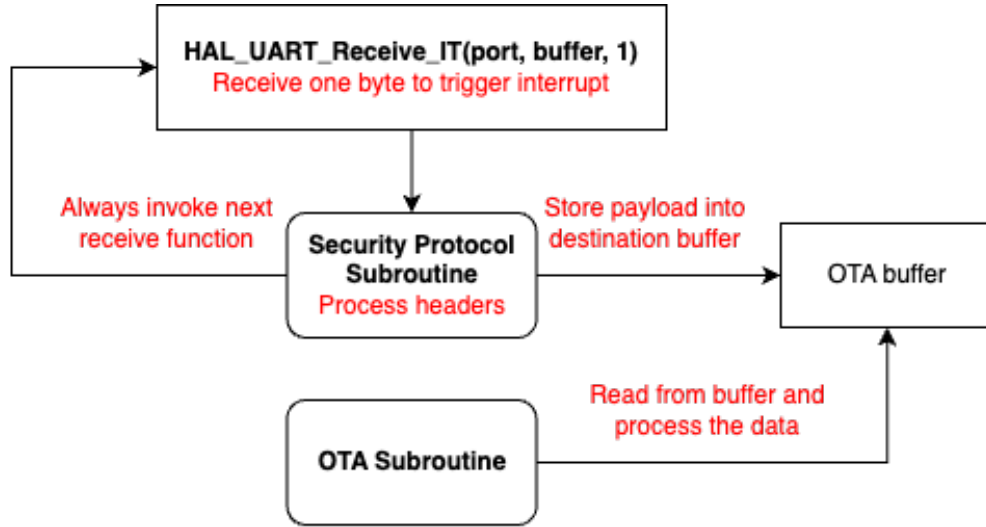 HAL_UART_Receive_IT(port, buffer, 1)
Receive one byte to trigger interrupt
Always invoke next
receive function
Security Protocol
Subroutine
Process headers
Store payload into
destination buffer
OTA buffer
Read from buffer and
process the data
OTA Subroutine